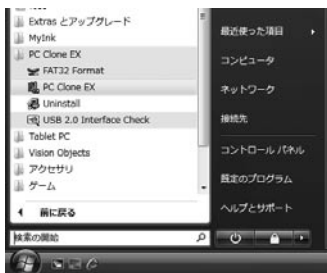 Extras とアップグレード
MyInk
PC Clone EX
FAT32 Format
PC Clone EX
Uninstall
USB 2.0 Interface Check
Tablet PC
Vision Objects
アクセサリ
ゲーム
前に戻る
検索の開始
最近使った項目
コンピュータ
ネットワーク
接続先
コントロール パネル
既定のプログラム
ヘルプとサポート